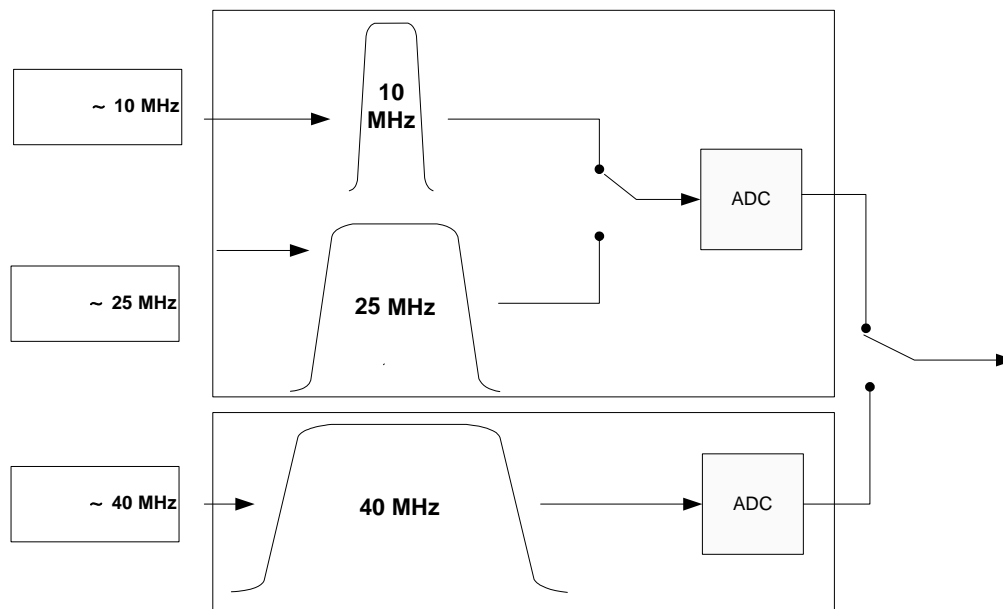 ~ 10 MHz
10
MHz
ADC
~ 25 MHz
25 MHz
~ 40 MHz
40 MHz
ADC